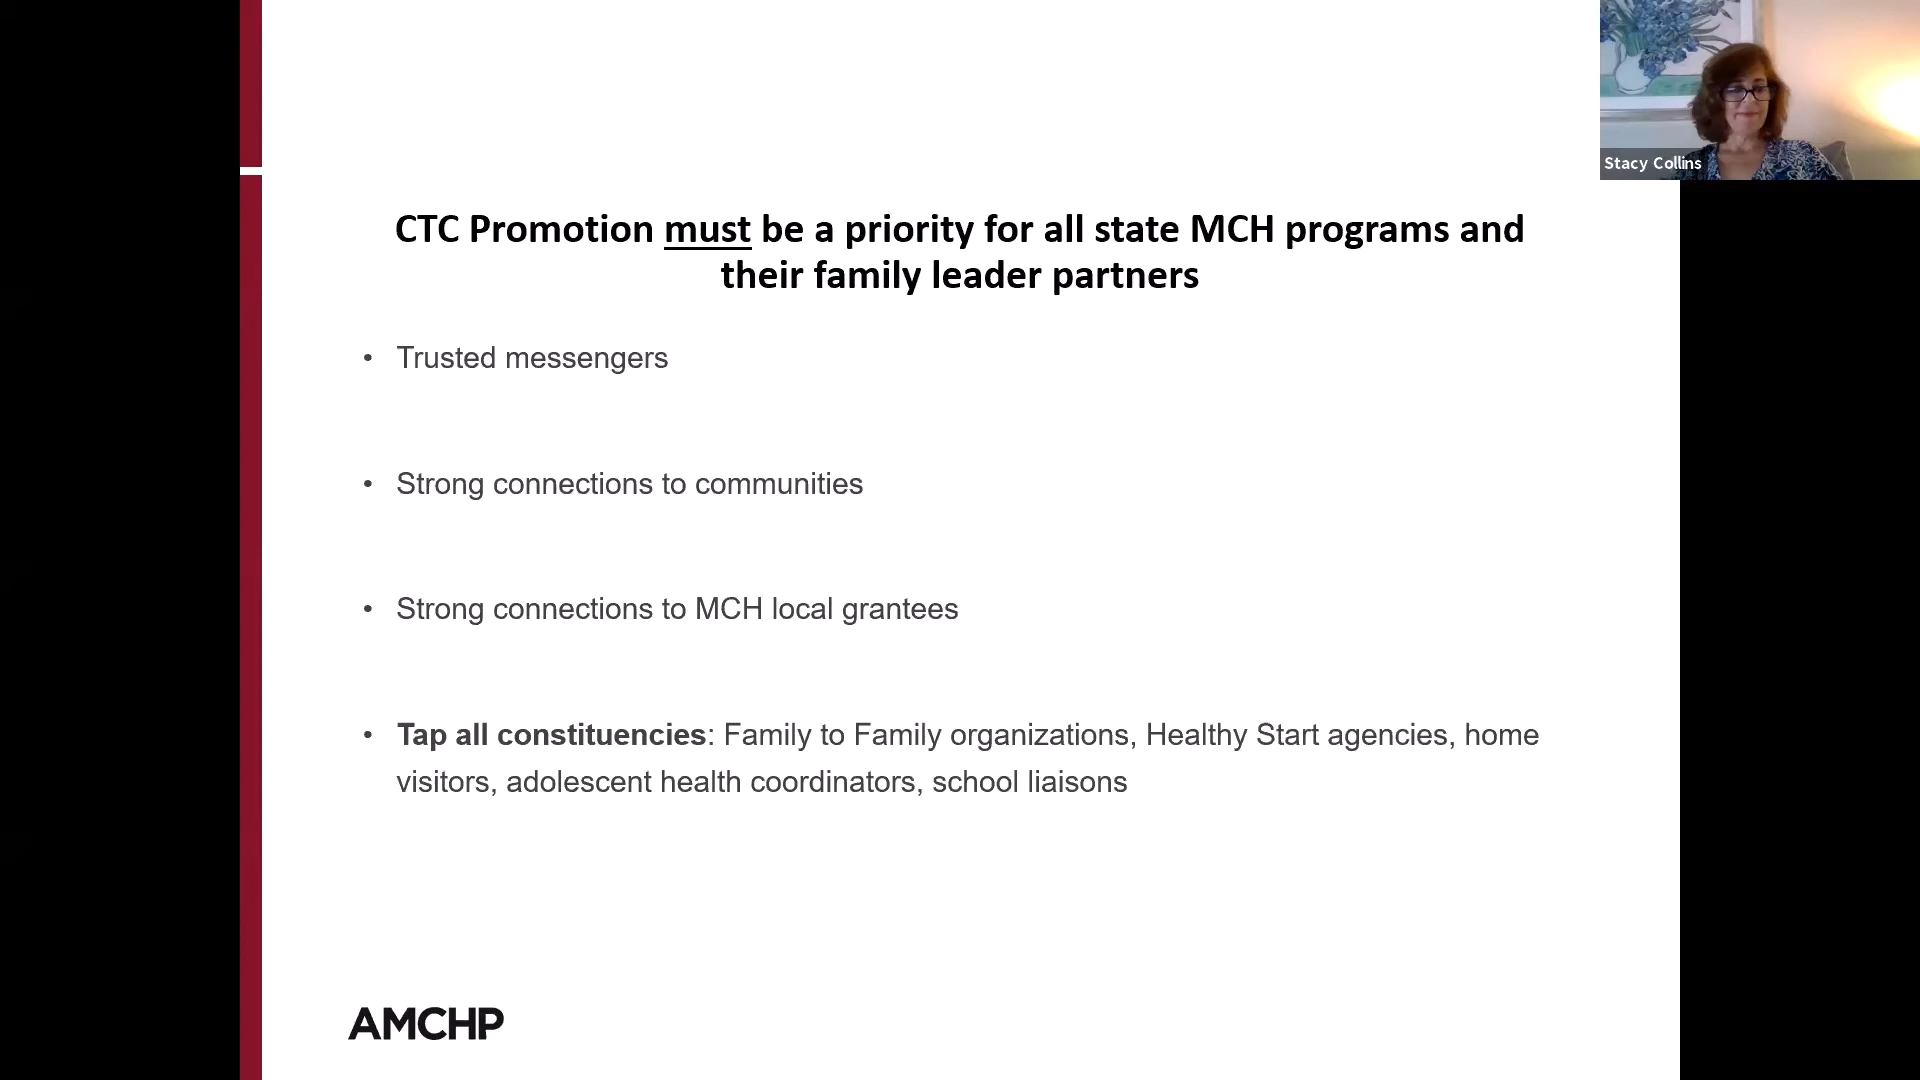 Stacy Collins
CTC Promotion must be a priority for all state MCH programs and
their family leader partners
• Trusted messengers
• Strong connections to communities
• Strong connections to MCH local grantees
• Tap all constituencies: Family to Family organizations, Healthy Start agencies, home
visitors, adolescent health coordinators, school liaisons
AMCHP